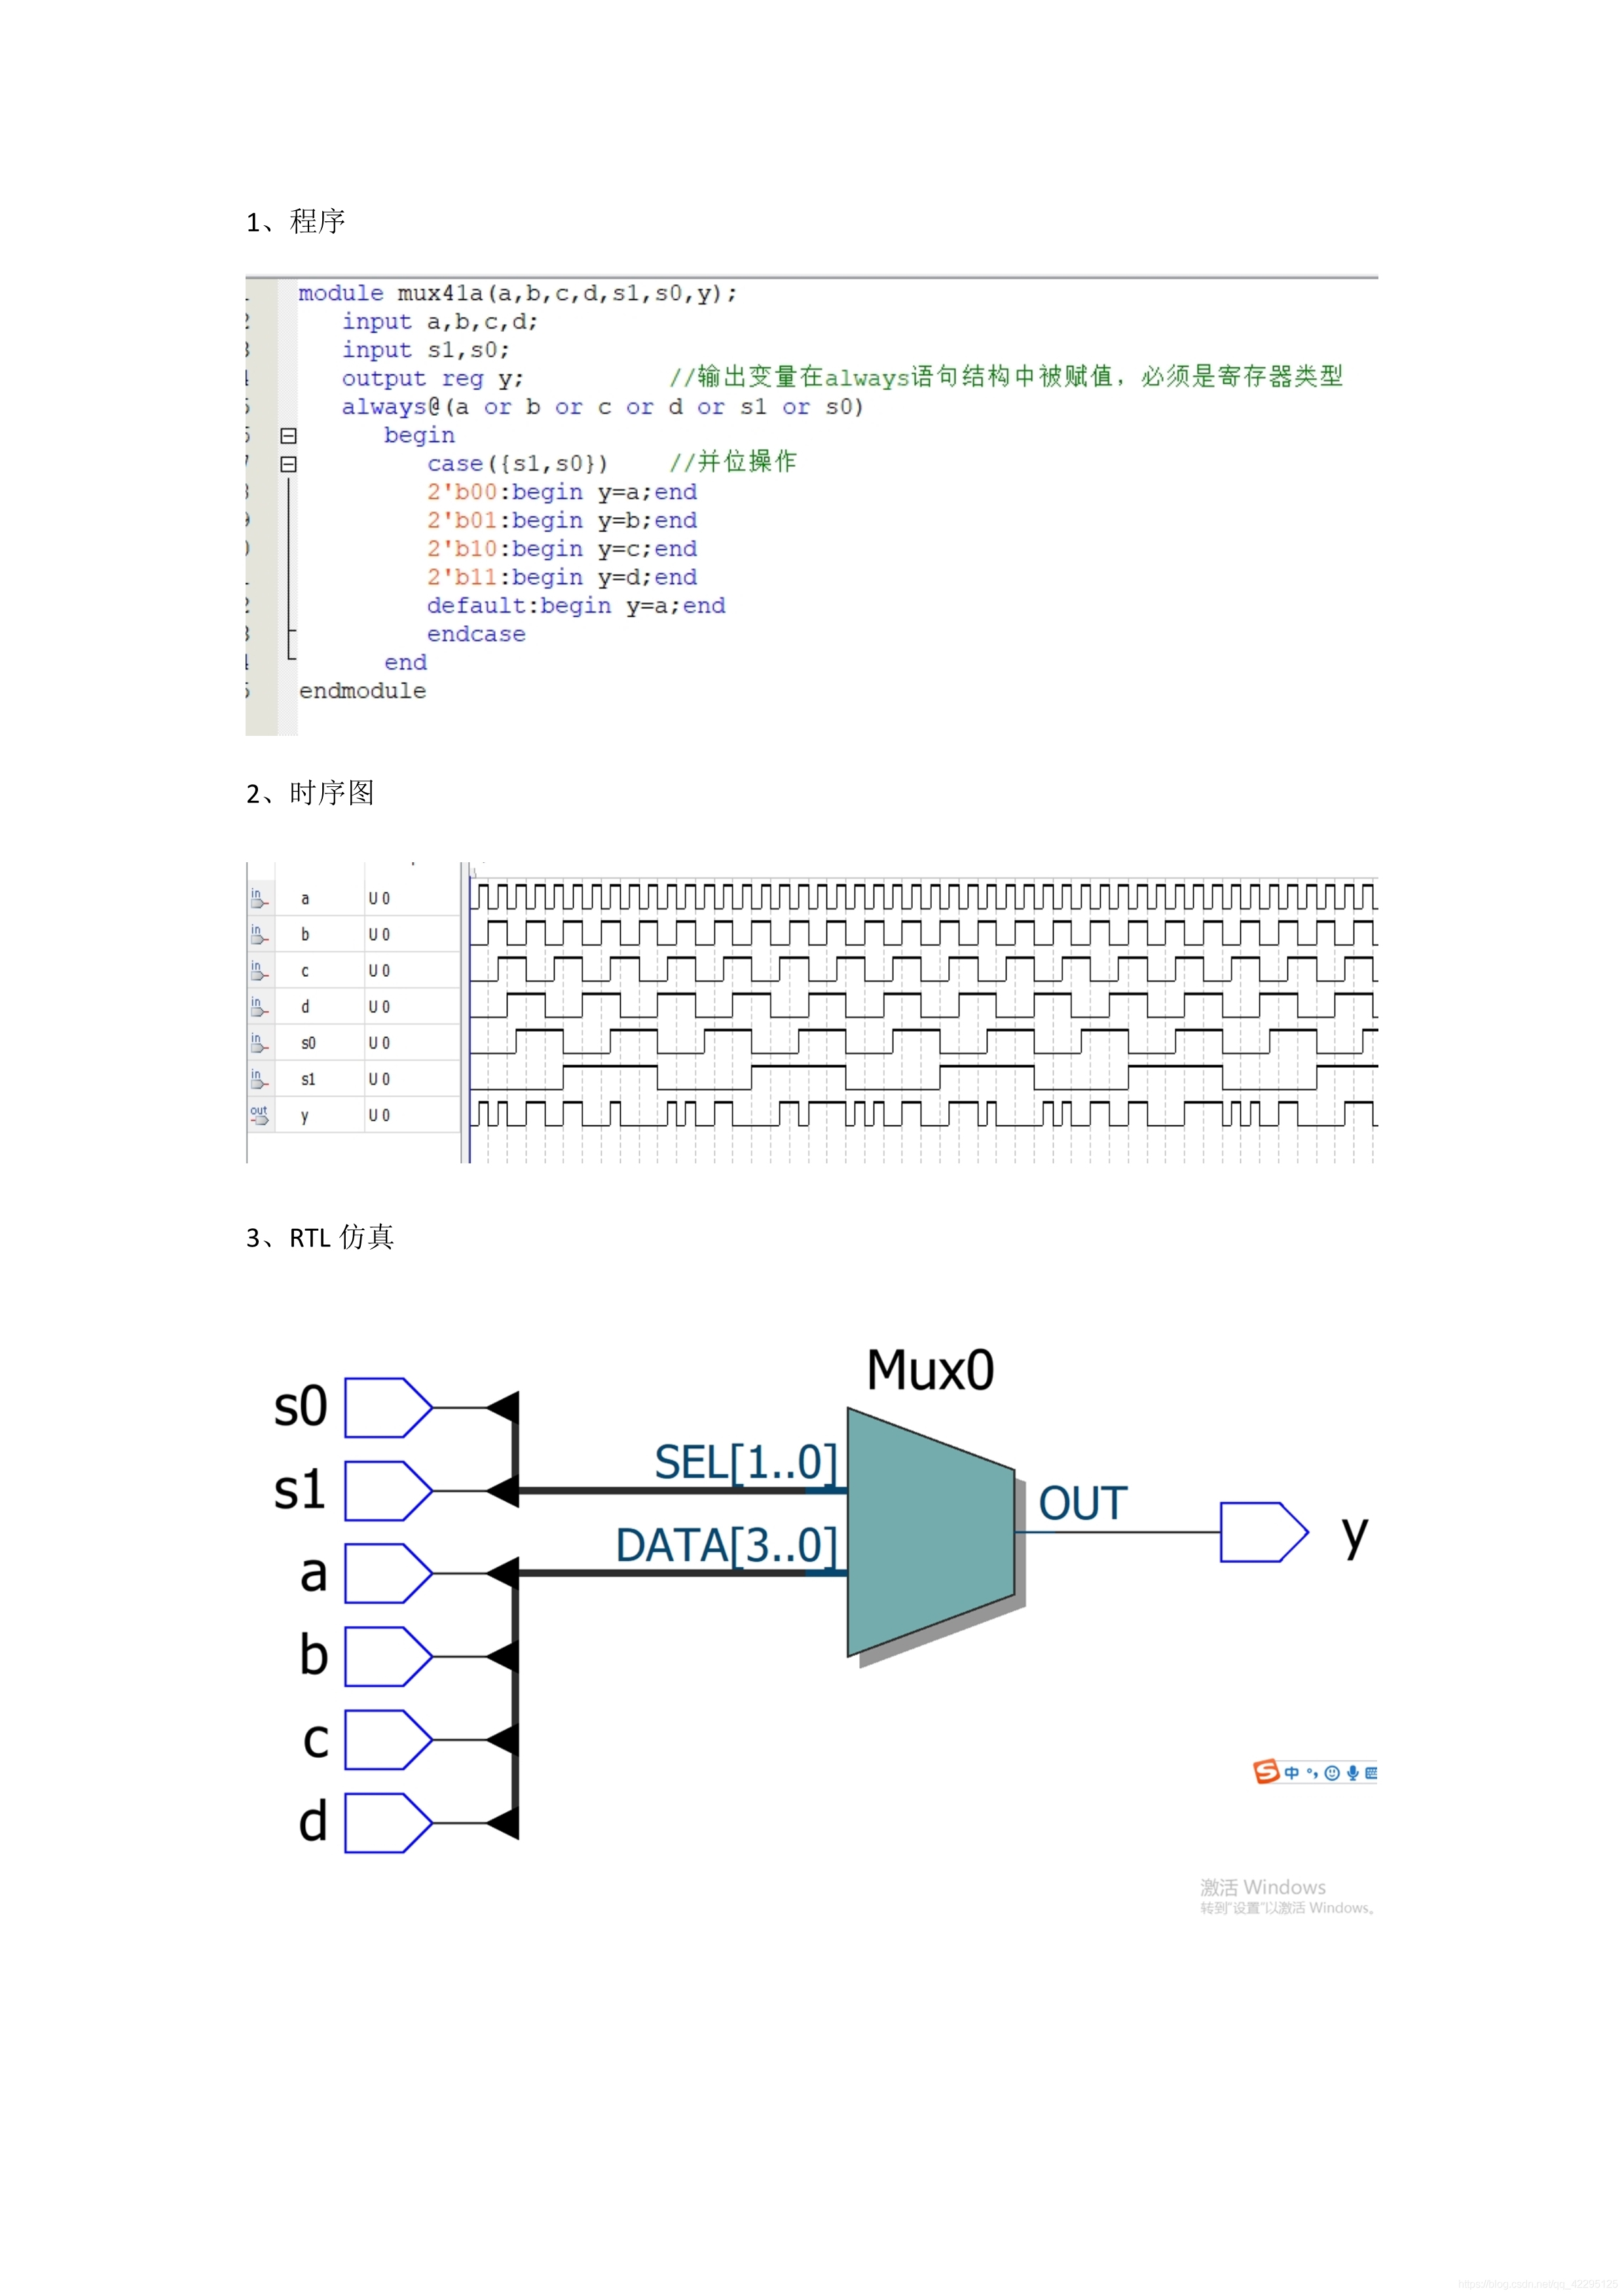 1、程序
module mux41a(a,b,c,d,s1,s0,y);
input a,b,c,d;
input s1,s0;
output reg y; //输出变量在always语句结构中被赋值，必须是寄存器类型
always@(a or b or c or d or s1 or s0)
begin
case({s1,s0}) //并位操作
2'b00:begin y=a;end
2'b01:begin y=b;end
2'b10:begin y=c;end
2'b11:begin y=d;end
default:begin y=a;end
endcase
end
endmodule
2、时序图
in a U 0
in b U 0
in c U 0
in d U 0
in s0 U 0
in s1 U 0
out y U 0
3、RTL 仿真
Mux0
s0
s1
SEL[1..0]
OUT
y
DATA[3..0]
a
b
c
d
S中
激活 Windows
转到"设置"以激活 Windows。
https://blog.csdn.net/qq_42295125